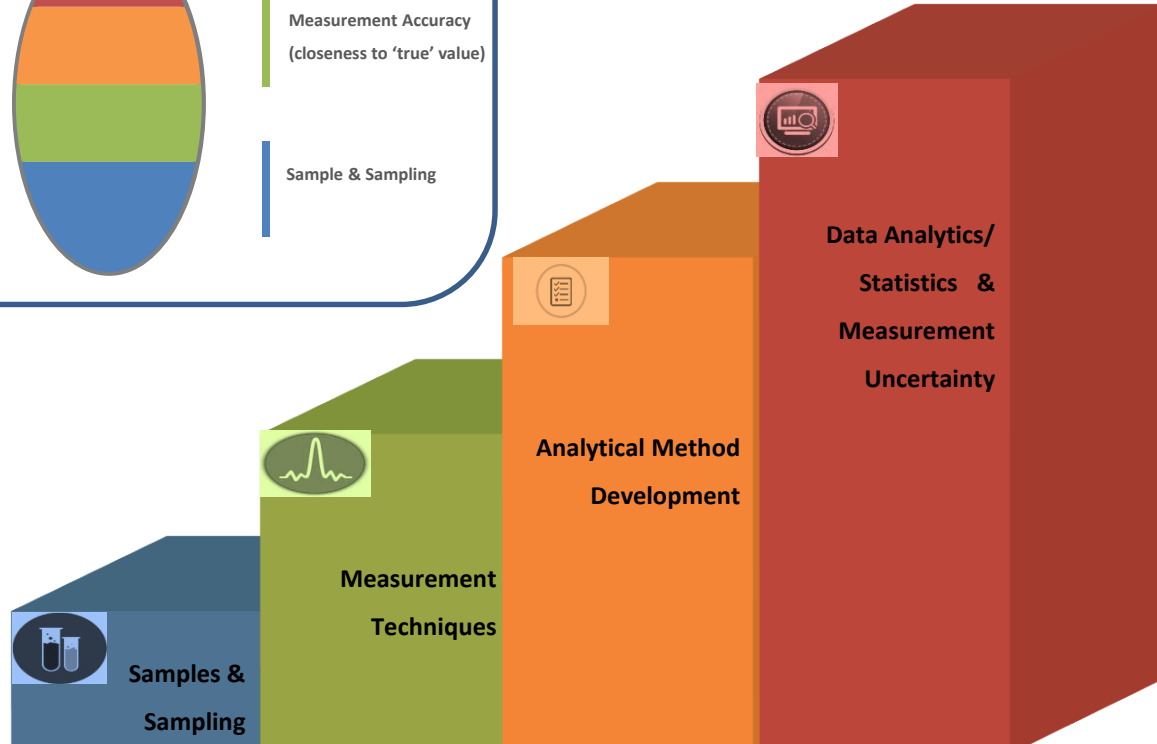 Measurement Accuracy
(closeness to ‘true’ value)
Sample & Sampling
Data Analytics/
Statistics &
Measurement
Uncertainty
Analytical Method
Development
Measurement
Techniques
Samples &
Sampling